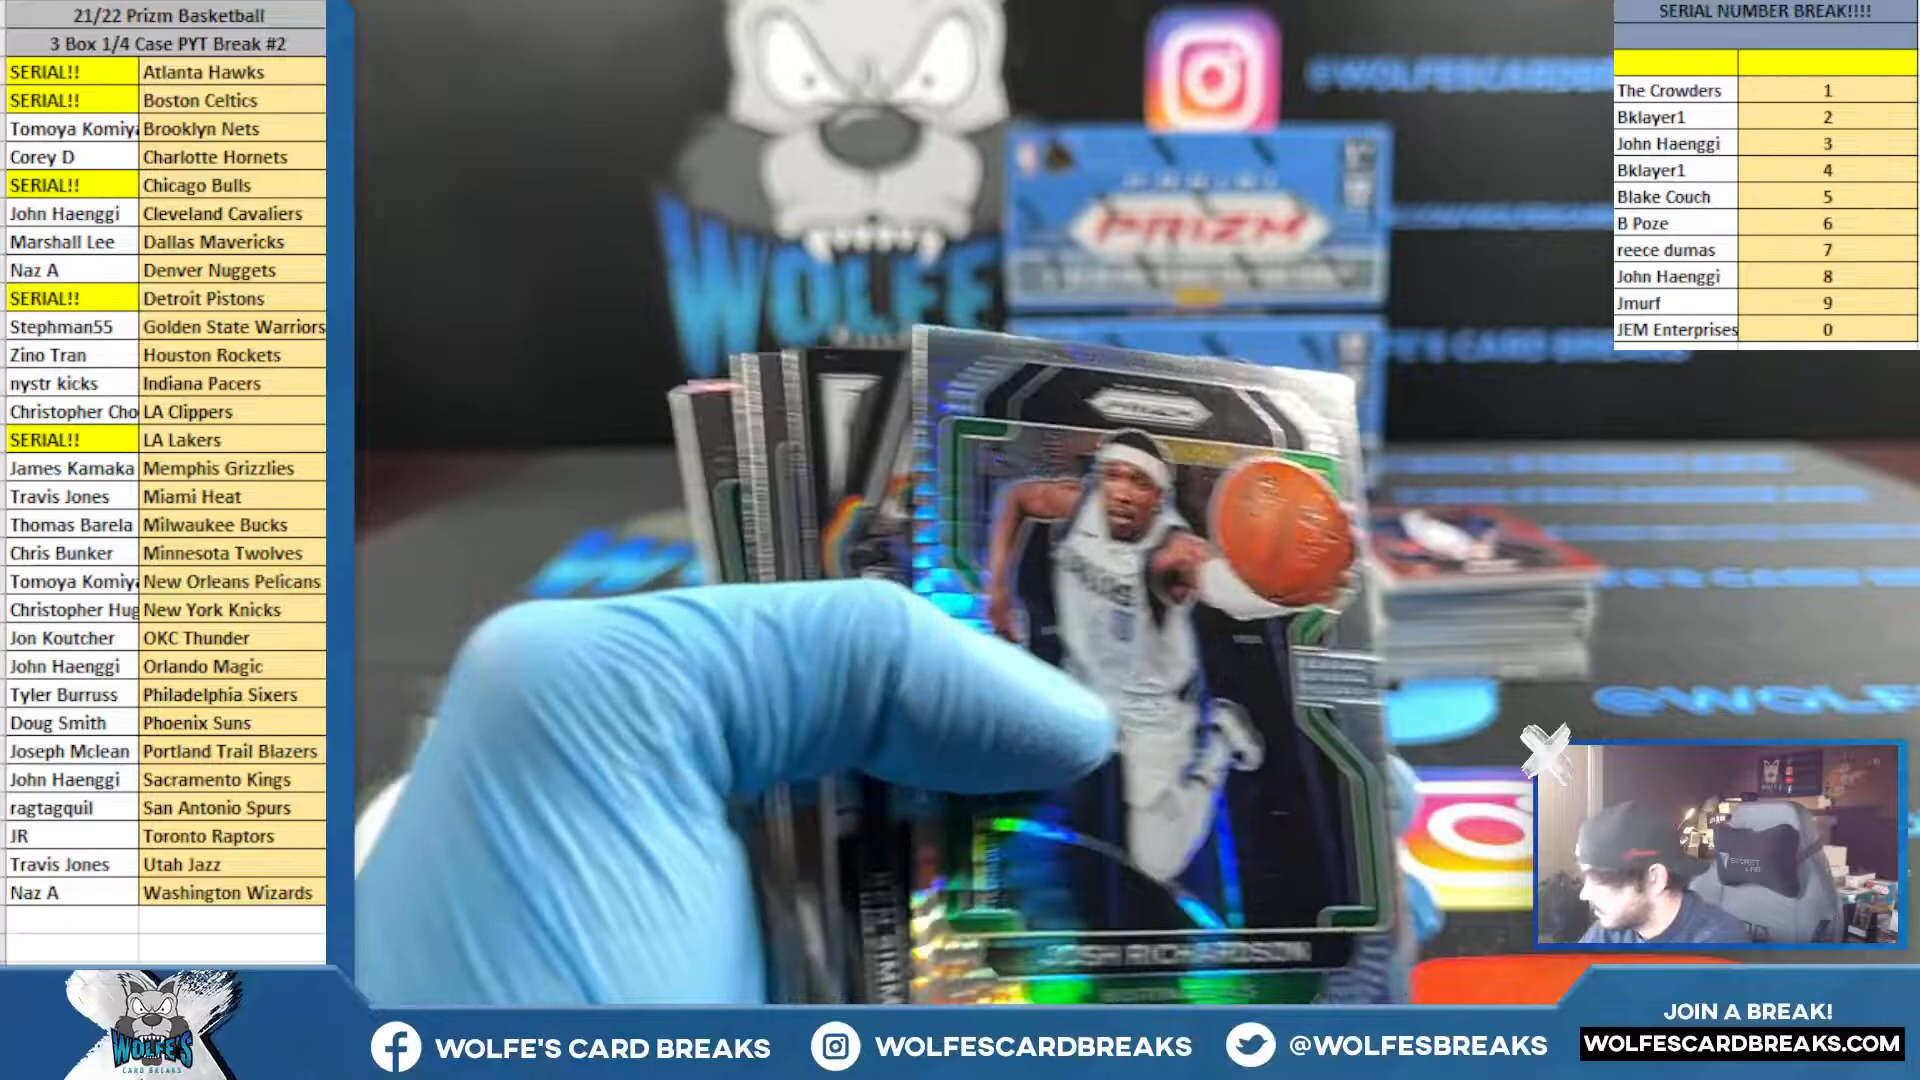 21/22 Prizm Basketball
3 Box 1/4 Case PYT Break #2
SERIAL!! Atlanta Hawks
SERIAL!! Boston Celtics
Tomoya Komiya Brooklyn Nets
Corey D Charlotte Hornets
SERIAL!! Chicago Bulls
John Haenggi Cleveland Cavaliers
Marshall Lee Dallas Mavericks
Naz A Denver Nuggets
SERIAL!! Detroit Pistons
Stephman55 Golden State Warriors
Zino Tran Houston Rockets
nystr kicks Indiana Pacers
Christopher Cho LA Clippers
SERIAL!! LA Lakers
James Kamaka Memphis Grizzlies
Travis Jones Miami Heat
Thomas Barela Milwaukee Bucks
Chris Bunker Minnesota Twolves
Tomoya Komiya New Orleans Pelicans
Christopher Hug New York Knicks
Jon Koutcher OKC Thunder
John Haenggi Orlando Magic
Tyler Burruss Philadelphia Sixers
Doug Smith Phoenix Suns
Joseph Mclean Portland Trail Blazers
John Haenggi Sacramento Kings
ragtagquil San Antonio Spurs
JR Toronto Raptors
Travis Jones Utah Jazz
Naz A Washington Wizards
SERIAL NUMBER BREAK!!!!
The Crowders 1
Bklayer1 2
John Haenggi 3
Bklayer1 4
Blake Couch 5
B Poze 6
reece dumas 7
John Haenggi 8
Jmurf 9
JEM Enterprises 0
@WOLFESCARDBREAKS
WOLFE
PANINI
PRIZM
PRIZM
JOSH RICHARDSON
WOLFE'S
CARD BREAKS
WOLFE'S CARD BREAKS
WOLFESCARDBREAKS
@WOLFESBREAKS
JOIN A BREAK!
WOLFESCARDBREAKS.COM